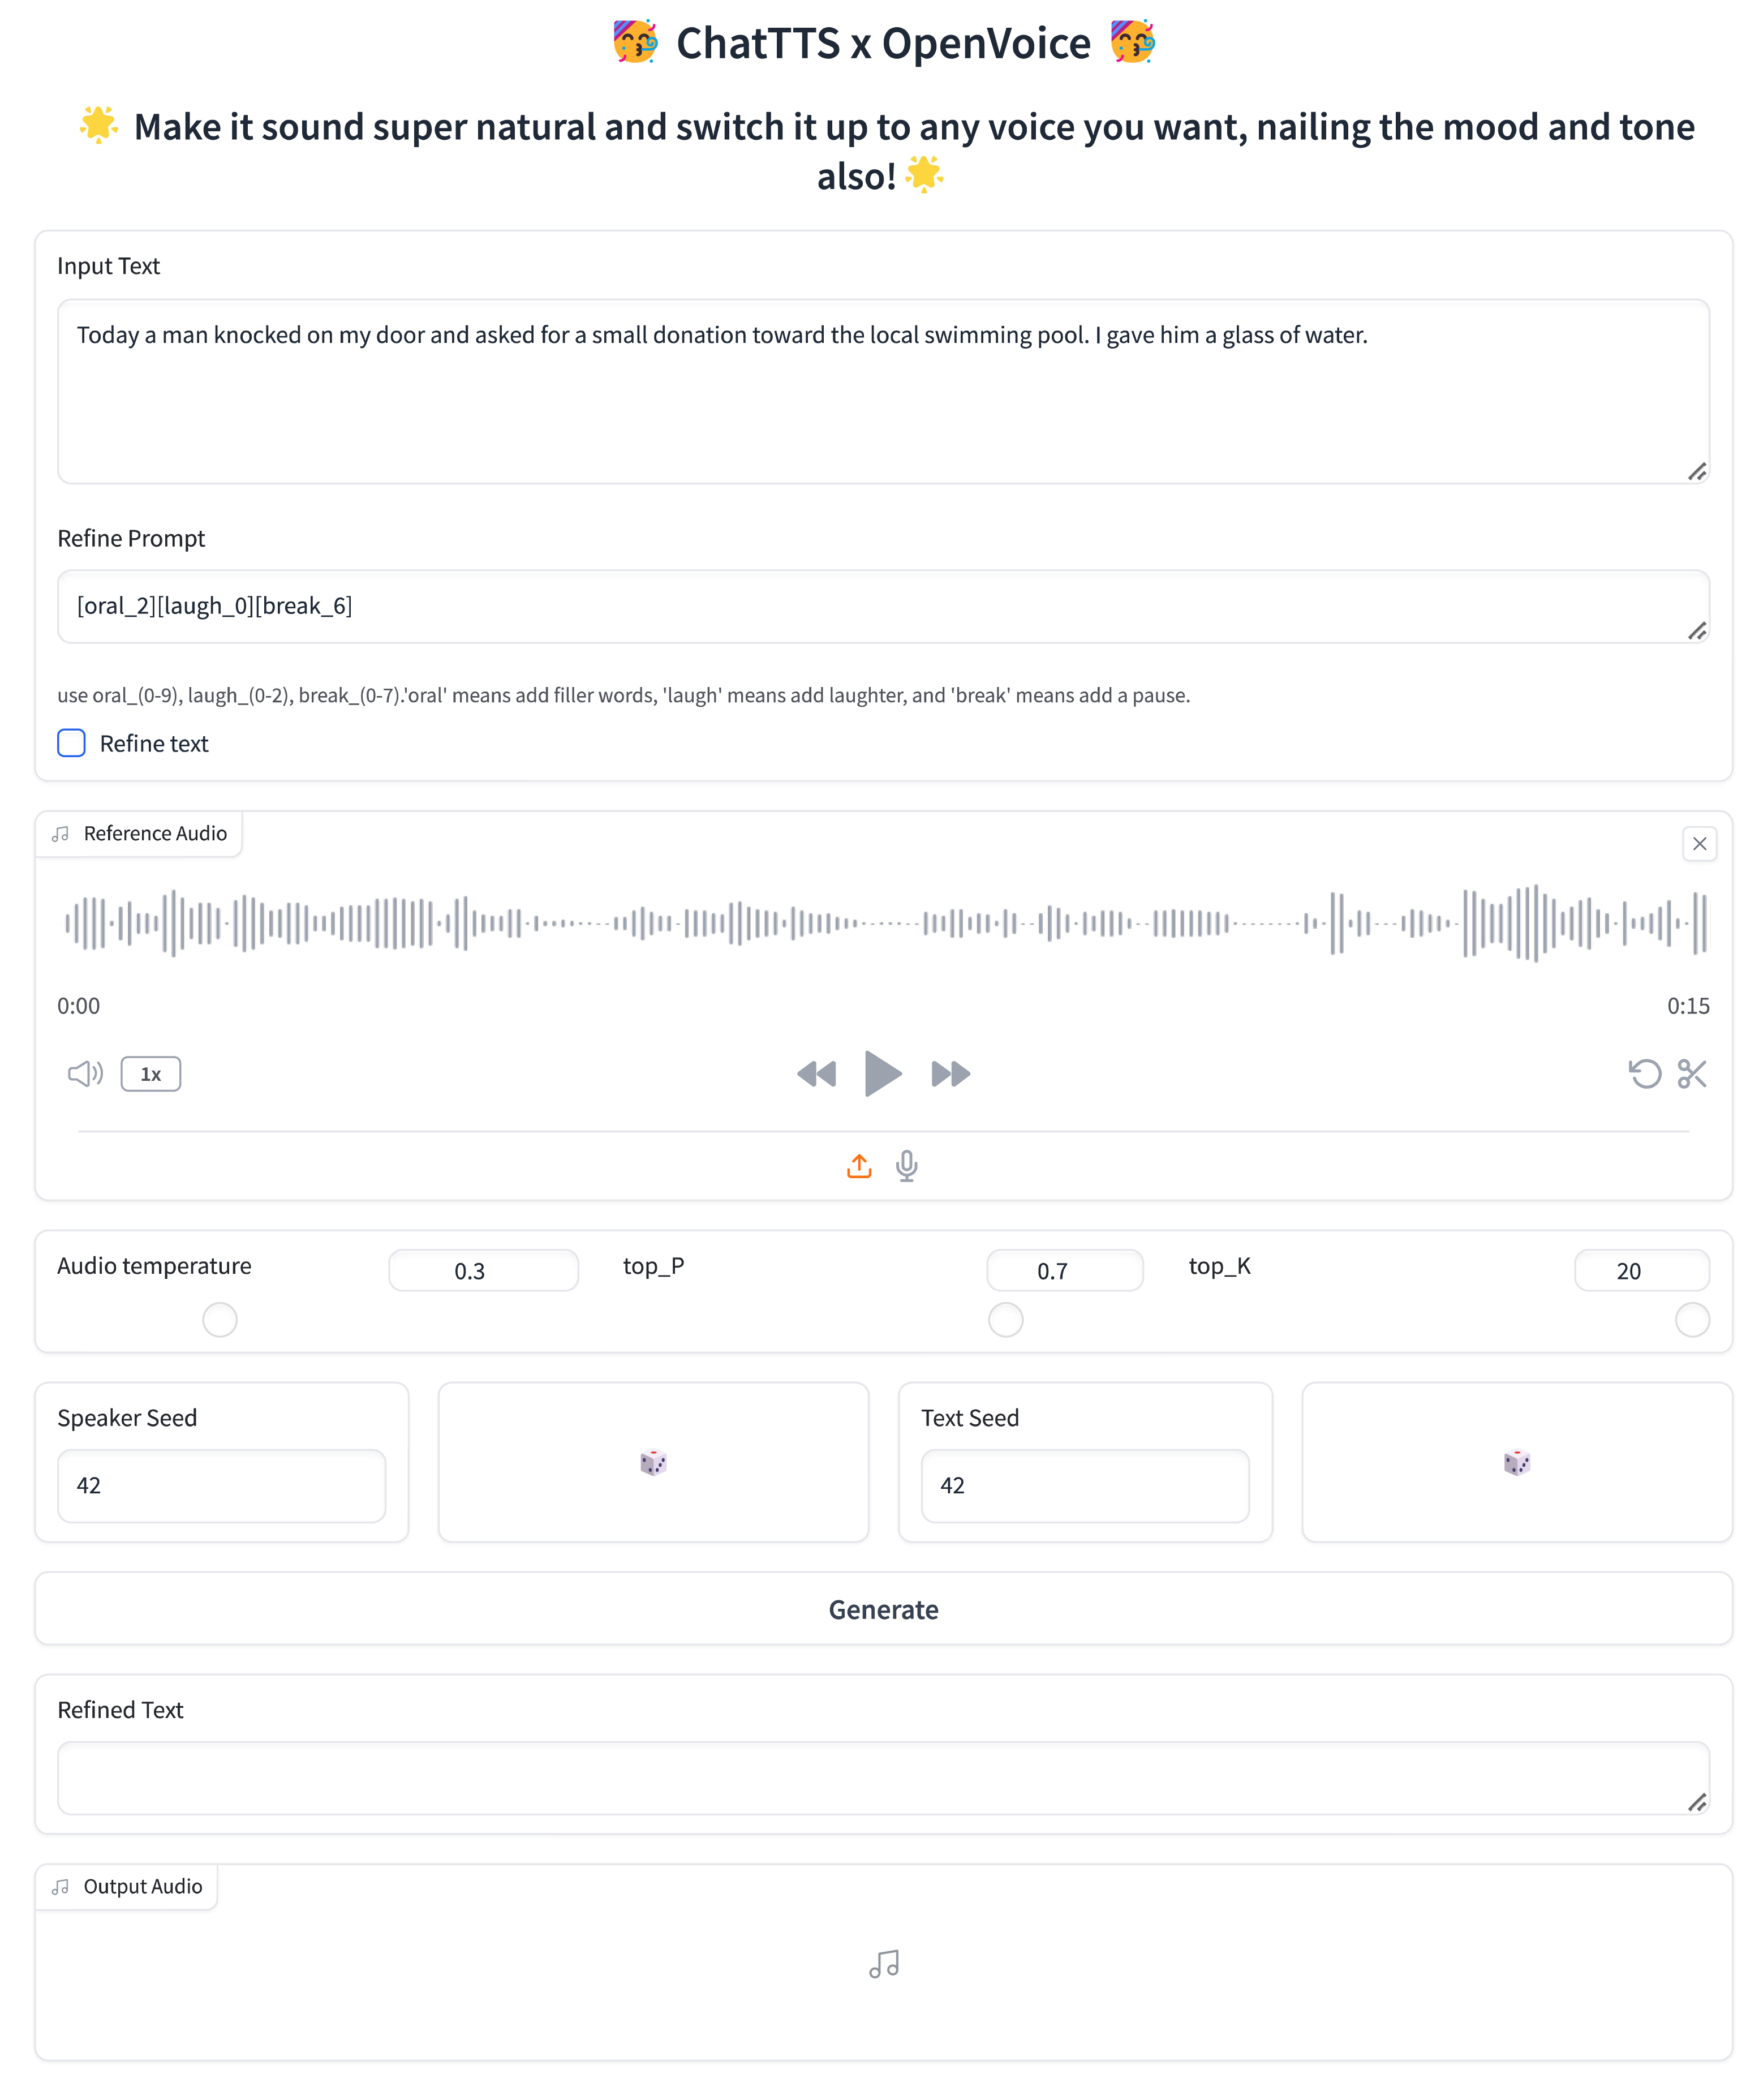 🥳 ChatTTS x OpenVoice 🥳
🌟 Make it sound super natural and switch it up to any voice you want, nailing the mood and tone
also! 🌟
Input Text
Today a man knocked on my door and asked for a small donation toward the local swimming pool. I gave him a glass of water.
Refine Prompt
[oral_2][laugh_0][break_6]
use oral_(0-9), laugh_(0-2), break_(0-7).'oral' means add filler words, 'laugh' means add laughter, and 'break' means add a pause.
Refine text
Reference Audio
0:00 0:15
1x
Audio temperature 0.3 top_P 0.7 top_K 20
Speaker Seed Text Seed
42 42
Generate
Refined Text
Output Audio